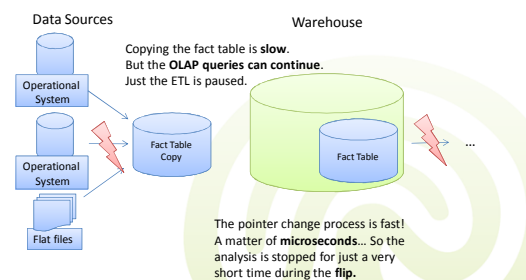 Data Sources
Warehouse
Copying the fact table is slow.
But the OLAP queries can continue.
Just the ETL is paused.
Operational
System
Operational
System
Flat files
Fact Table
Copy
Fact Table
...
The pointer change process is fast!
A matter of microseconds... So the
analysis is stopped for just a very
short time during the flip.